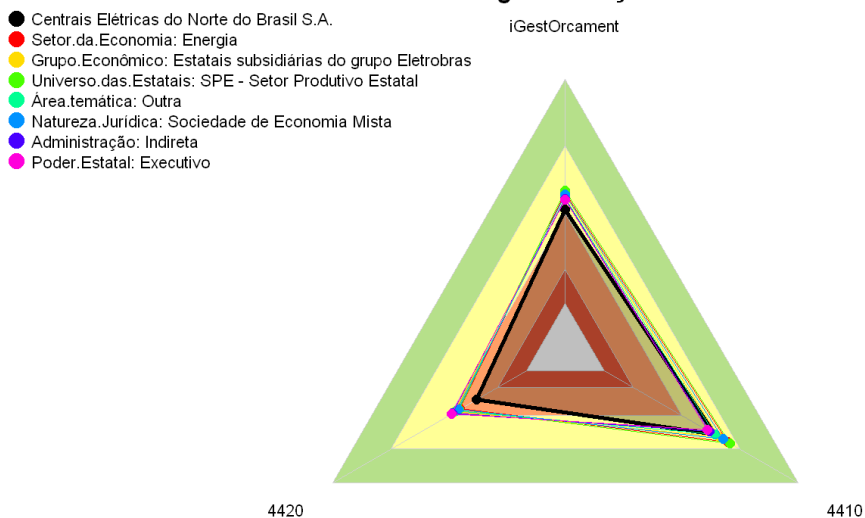 iGestOrcament
Centrais Elétricas do Norte do Brasil S.A.
Setor.da.Economia: Energia
Grupo.Econômico: Estatais subsidiárias do grupo Eletrobras
Universo.das.Estatais: SPE - Setor Produtivo Estatal
Área.temática: Outra
Natureza.Jurídica: Sociedade de Economia Mista
Administração: Indireta
Poder.Estatal: Executivo
4420
4410